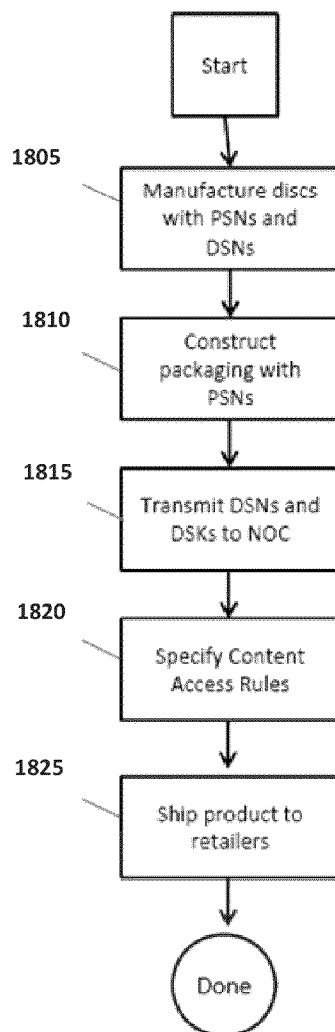 Start
1805
Manufacture discs
with PSNs and
DSNs
1810
Construct
packaging with
PSNs
1815
Transmit DSNs and
DSKs to NOC
1820
Specify Content
Access Rules
1825
Ship product to
retailers
Done